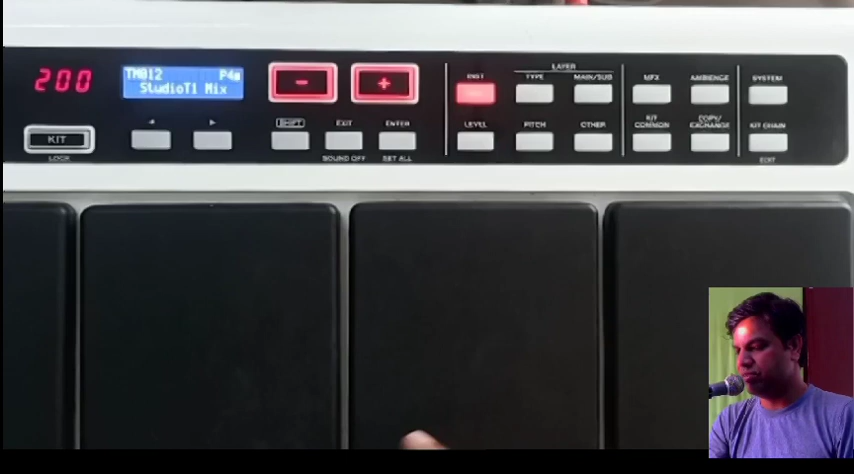 200
TM012 P4a
StudioT1 Mix
- +
INST
LAYER
TYPE
MAIN/SUB
MFX
AMBIENCE
SYSTEM
KIT
LOCK
SHIFT
EXIT
ENTER
SOUND OFF
SET ALL
LEVEL
PITCH
OTHER
KIT
COMMON
COPY/
EXCHANGE
KIT CHAIN
EDIT